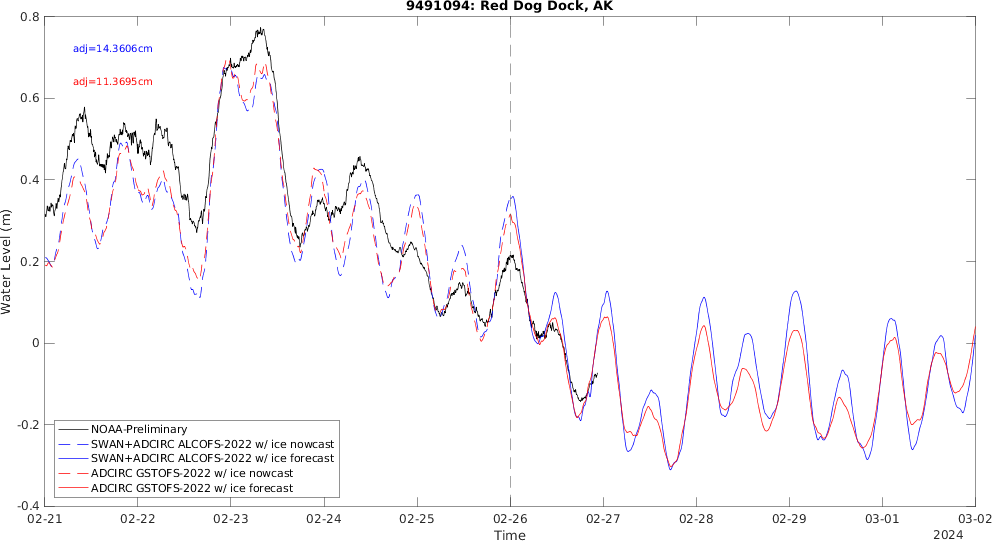 9491094: Red Dog Dock, AK
adj=14.3606cm
adj=11.3695cm
Water Level (m)
0.8
0.6
0.4
0.2
0
-0.2
-0.4
NOAA-Preliminary
SWAN+ADCIRC ALCOFS-2022 w/ ice nowcast
SWAN+ADCIRC ALCOFS-2022 w/ ice forecast
ADCIRC GSTOFS-2022 w/ ice nowcast
ADCIRC GSTOFS-2022 w/ ice forecast
02-21 02-22 02-23 02-24 02-25 02-26 02-27 02-28 02-29 03-01 03-02
Time
2024